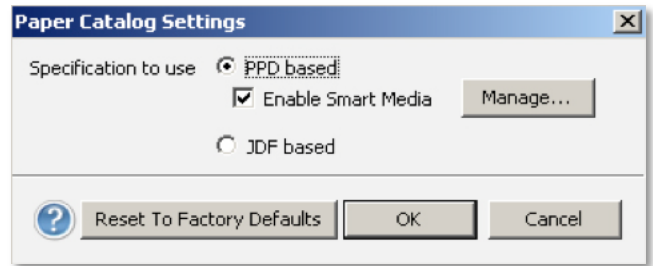 Paper Catalog Settings
Specification to use PPD based
Enable Smart Media Manage...
JDF based
? Reset To Factory Defaults OK Cancel